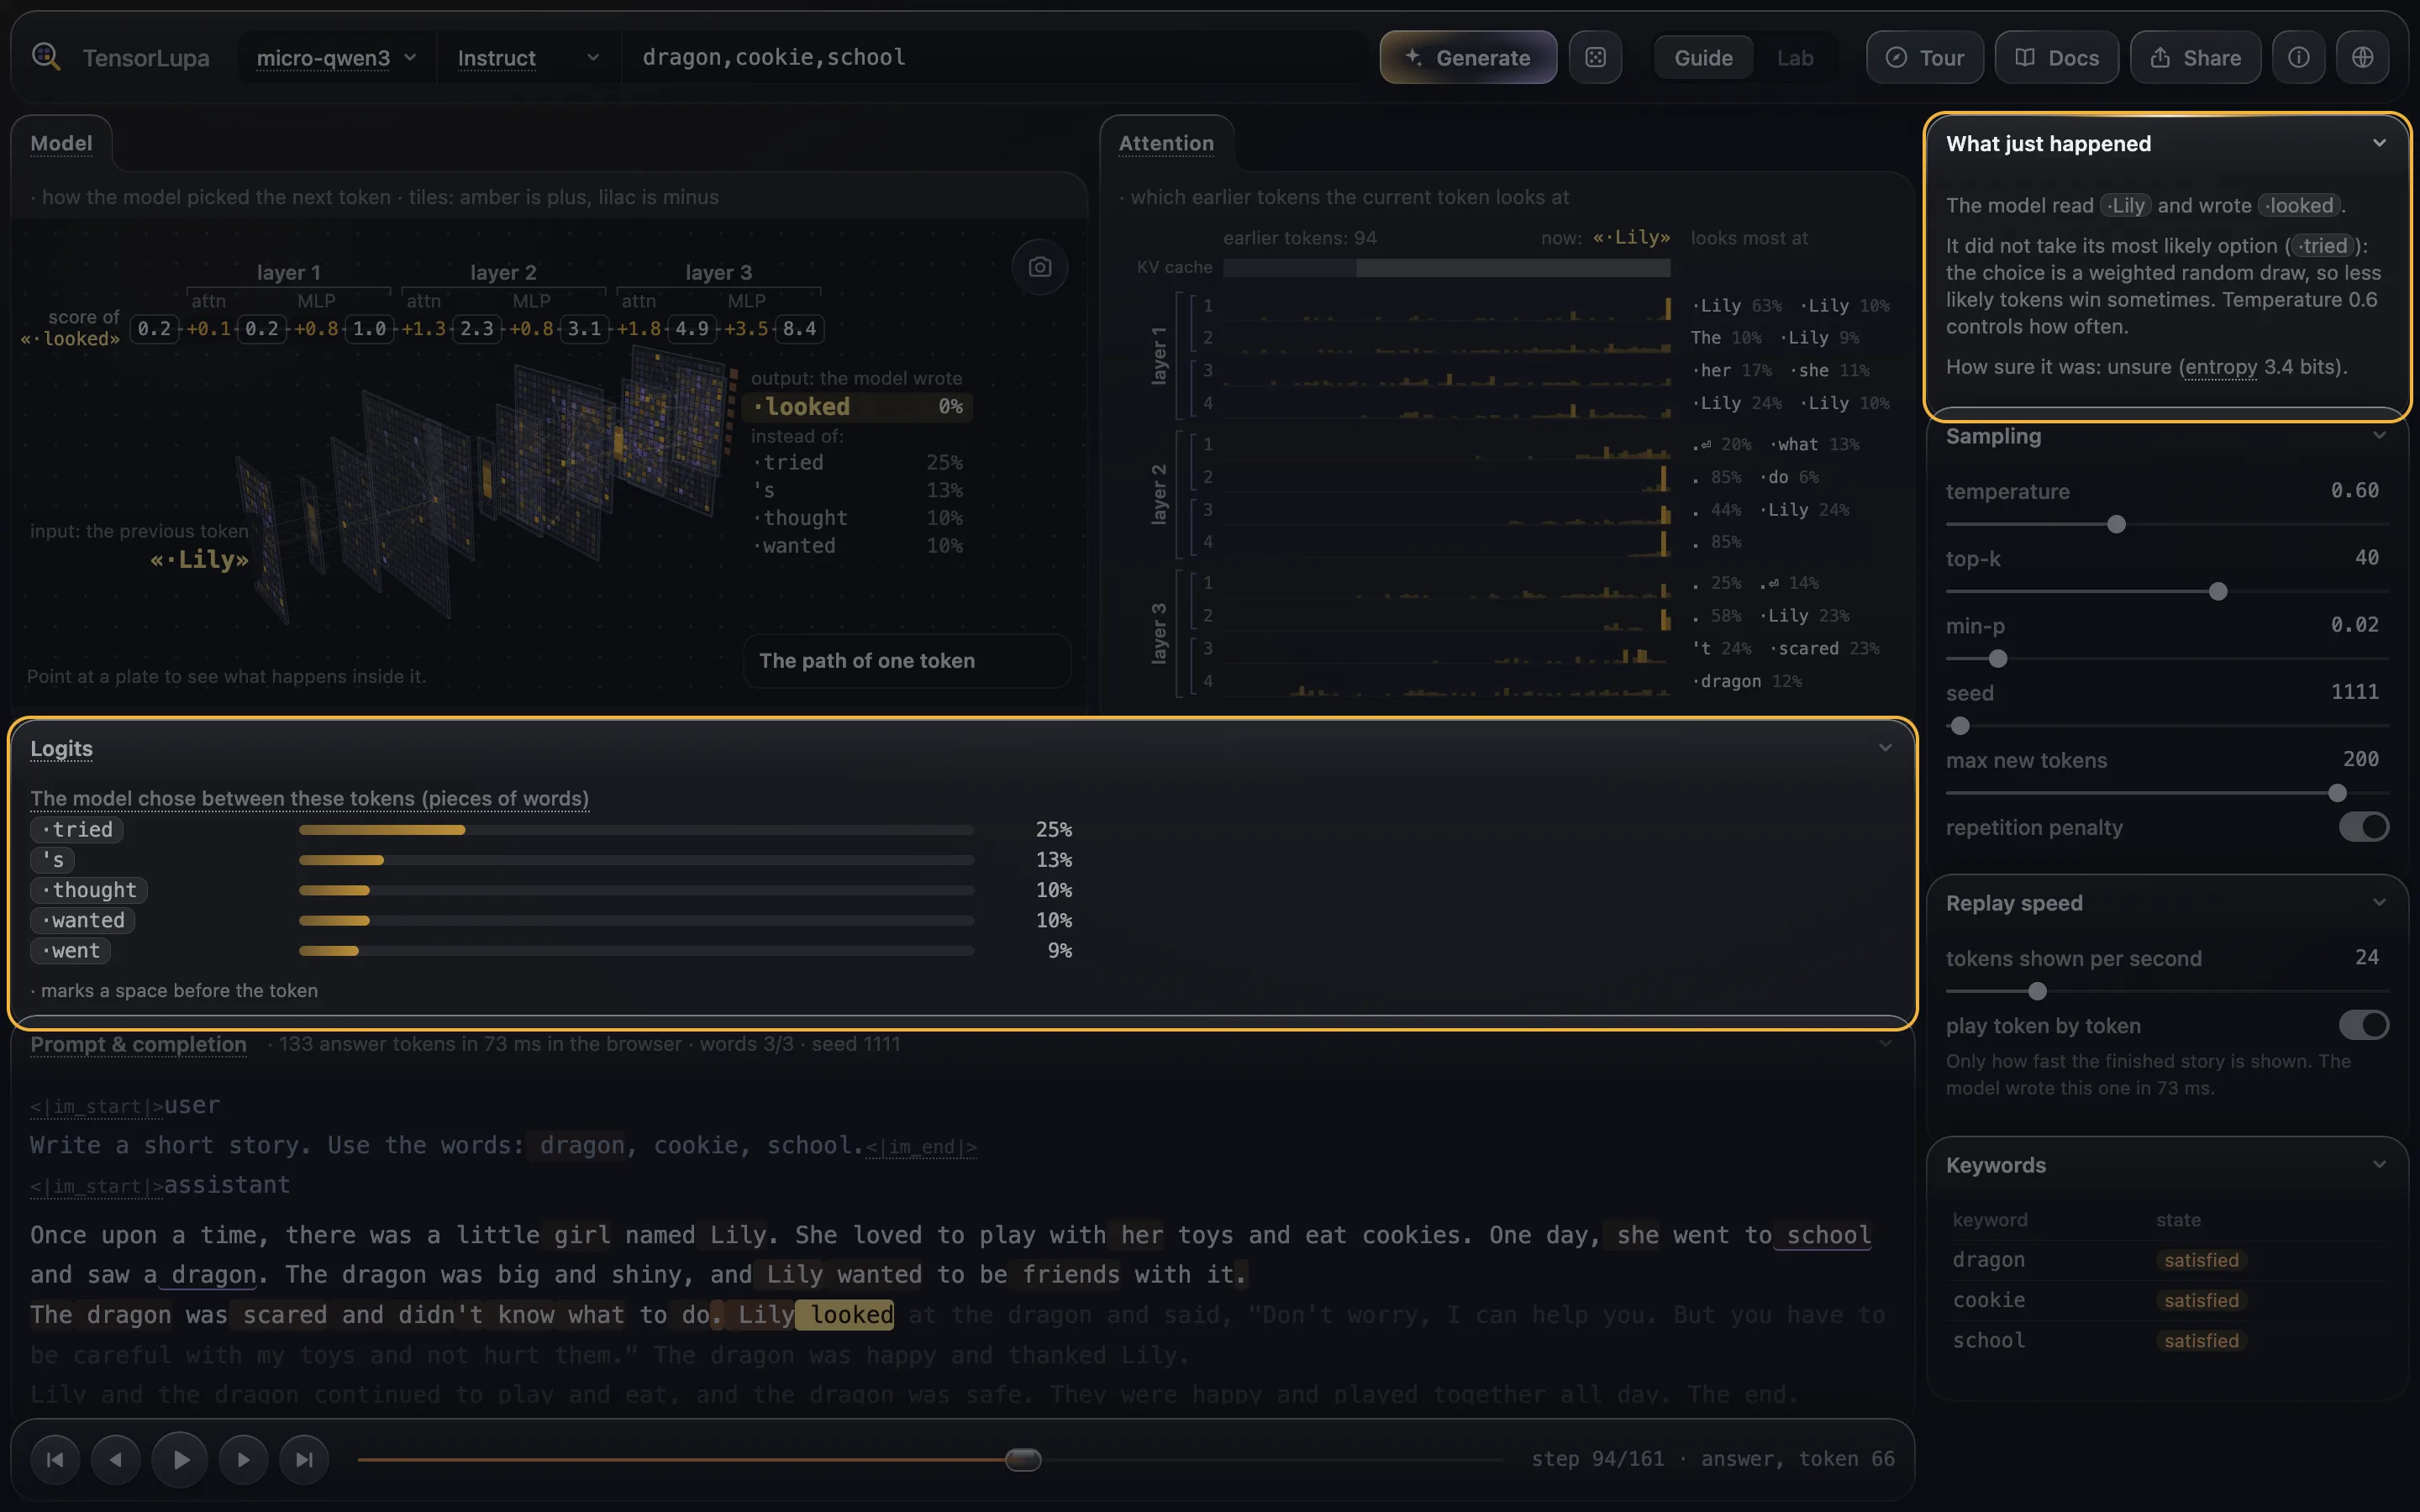 TensorLupa micro-qwen3 Instruct dragon,cookie,school Generate Guide Lab Tour Docs Share
Model
· how the model picked the next token · tiles: amber is plus, lilac is minus
layer 1 layer 2 layer 3
attn MLP attn MLP attn MLP
score of
«·looked»
0.2 +0.1 0.2 +0.8 1.0 +1.3 2.3 +0.8 3.1 +1.8 4.9 +3.5 8.4
output: the model wrote
·looked 0%
instead of:
·tried 25%
's 13%
·thought 10%
·wanted 10%
input: the previous token
«·Lily»
The path of one token
Point at a plate to see what happens inside it.
Attention
· which earlier tokens the current token looks at
earlier tokens: 94 now: «·Lily» looks most at
KV cache
layer 1
1 ·Lily 63% ·Lily 10%
2 The 10% ·Lily 9%
3 ·her 17% ·she 11%
4 ·Lily 24% ·Lily 10%
layer 2
1 .⏎ 20% ·what 13%
2 . 85% ·do 6%
3 . 44% ·Lily 24%
4 . 85%
layer 3
1 . 25% .⏎ 14%
2 . 58% ·Lily 23%
3 't 24% ·scared 23%
4 ·dragon 12%
Logits
The model chose between these tokens (pieces of words)
·tried 25%
's 13%
·thought 10%
·wanted 10%
·went 9%
· marks a space before the token
Prompt & completion · 133 answer tokens in 73 ms in the browser · words 3/3 · seed 1111
<|im_start|>user
Write a short story. Use the words: dragon, cookie, school.<|im_end|>
<|im_start|>assistant
Once upon a time, there was a little girl named Lily. She loved to play with her toys and eat cookies. One day, she went to school
and saw a dragon. The dragon was big and shiny, and Lily wanted to be friends with it.
The dragon was scared and didn't know what to do. Lily looked at the dragon and said, "Don't worry, I can help you. But you have to
be careful with my toys and not hurt them." The dragon was happy and thanked Lily.
Lily and the dragon continued to play and eat, and the dragon was safe. They were happy and played together all day. The end.
step 94/161 · answer, token 66
What just happened
The model read ·Lily and wrote ·looked.
It did not take its most likely option (·tried):
the choice is a weighted random draw, so less
likely tokens win sometimes. Temperature 0.6
controls how often.
How sure it was: unsure (entropy 3.4 bits).
Sampling
temperature 0.60
top-k 40
min-p 0.02
seed 1111
max new tokens 200
repetition penalty
Replay speed
tokens shown per second 24
play token by token
Only how fast the finished story is shown. The
model wrote this one in 73 ms.
Keywords
keyword state
dragon satisfied
cookie satisfied
school satisfied